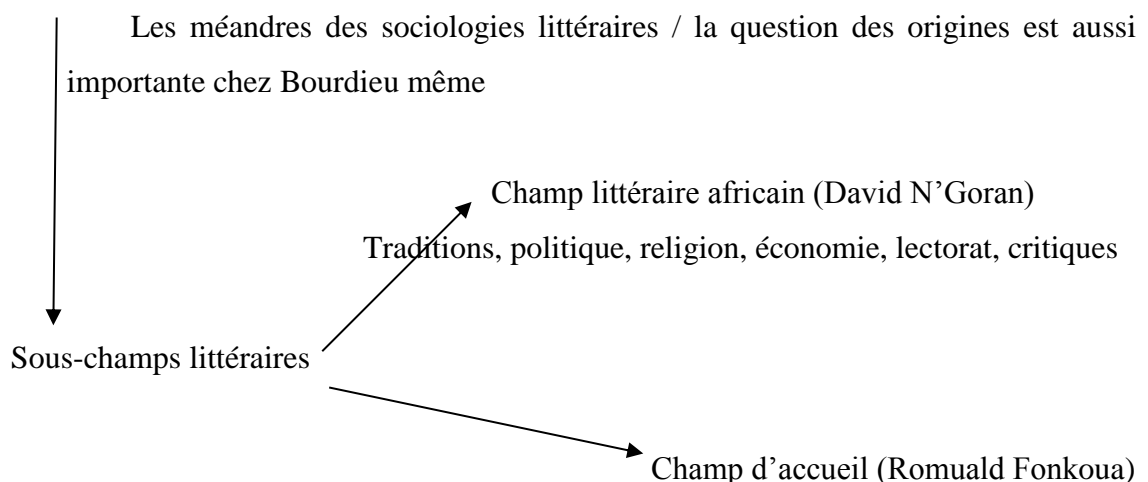 Les méandres des sociologies littéraires / la question des origines est aussi
importante chez Bourdieu même
Champ littéraire africain (David N’Goran)
Traditions, politique, religion, économie, lectorat, critiques
Sous-champs littéraires
Champ d’accueil (Romuald Fonkoua)